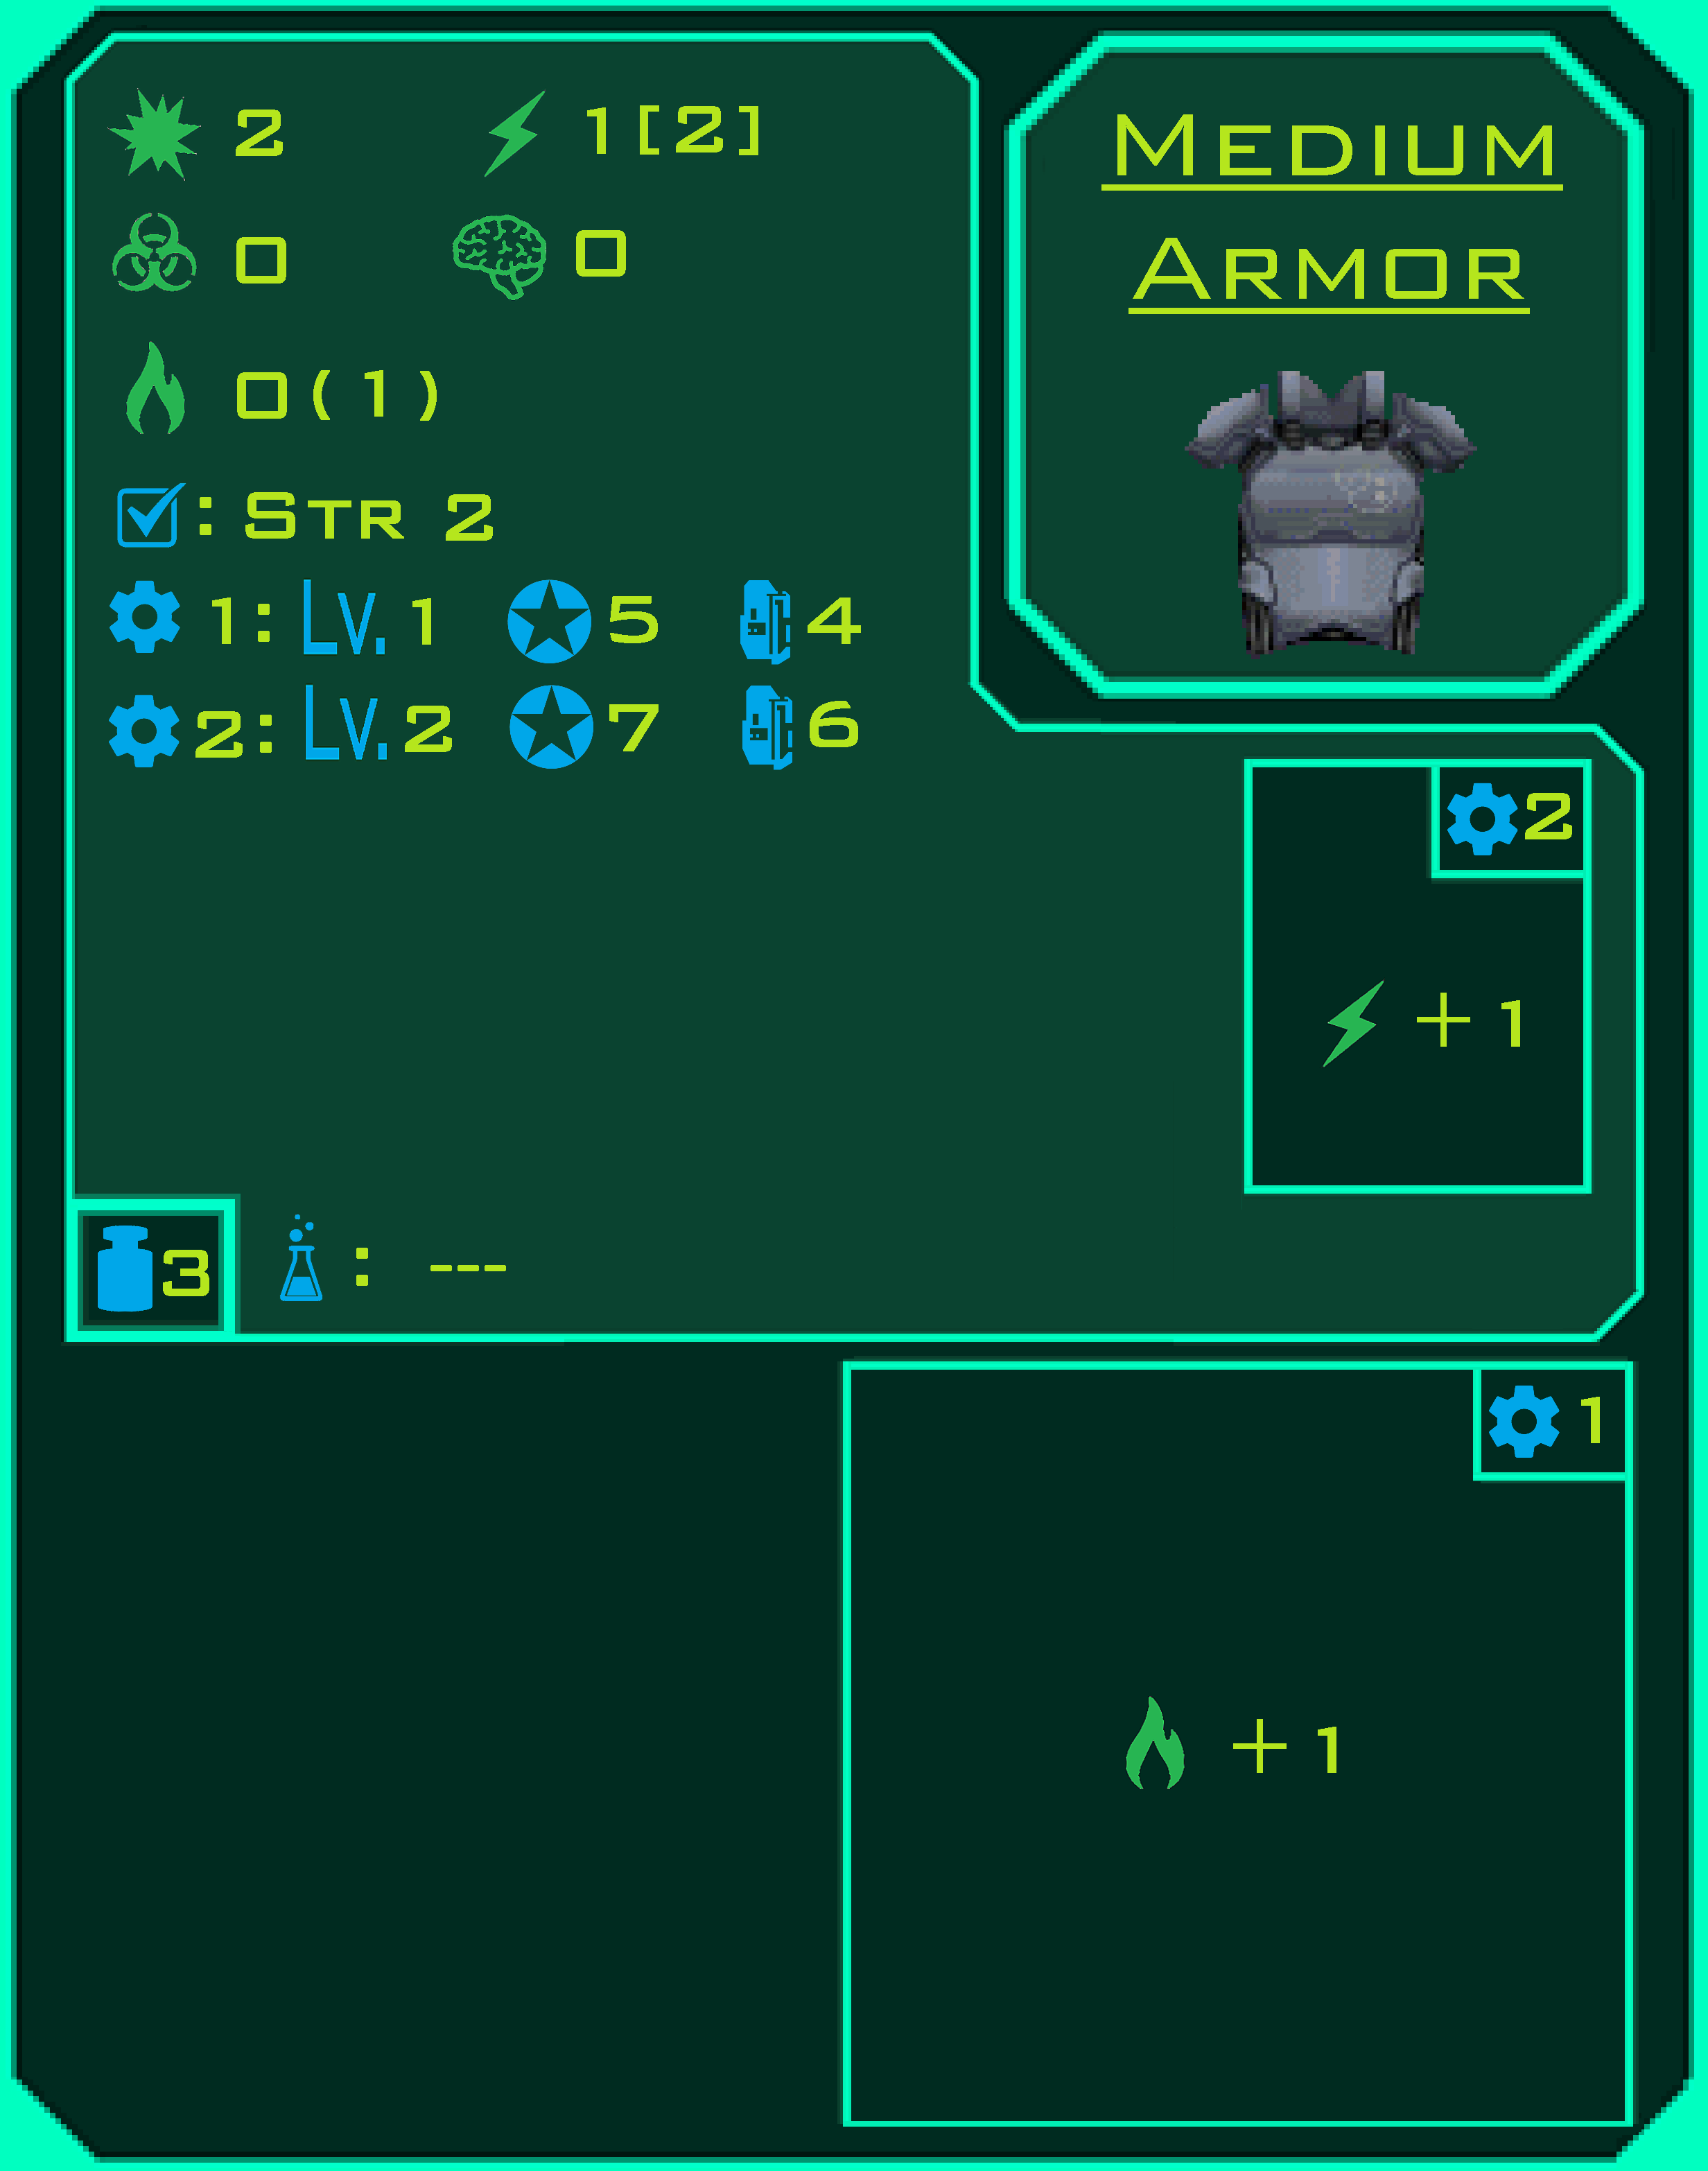 Medium
Armor
2 1[2]
0 0
0(1)
: Str 2
1: Lv. 1 5 4
2: Lv. 2 7 6
2
+ 1
3 : ---
1
+ 1